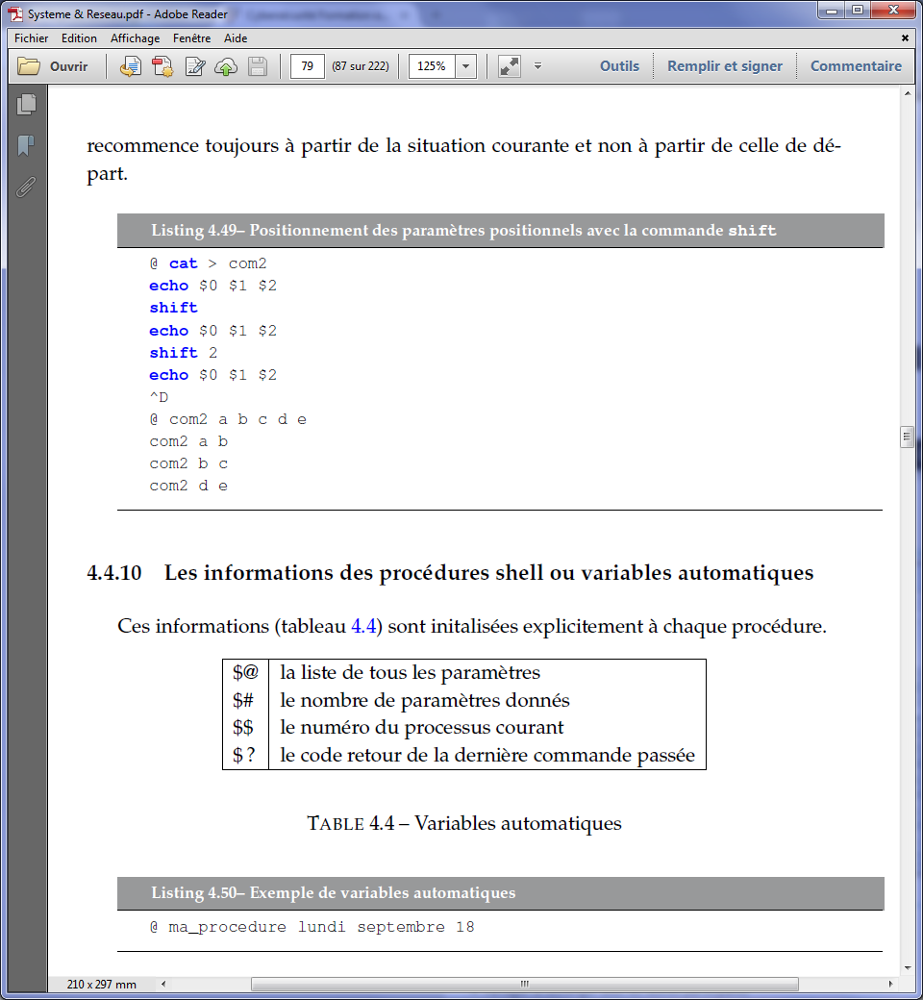 Systeme & Reseau.pdf - Adobe Reader
Fichier Edition Affichage Fenêtre Aide
Ouvrir 79 (87 sur 222) 125% Outils Remplir et signer Commentaire
recommence toujours à partir de la situation courante et non à partir de celle de dé-
part.
Listing 4.49– Positionnement des paramètres positionnels avec la commande shift
@ cat > com2
echo $0 $1 $2
shift
echo $0 $1 $2
shift 2
echo $0 $1 $2
^D
@ com2 a b c d e
com2 a b
com2 b c
com2 d e
4.4.10 Les informations des procédures shell ou variables automatiques
Ces informations (tableau 4.4) sont initalisées explicitement à chaque procédure.
$@ la liste de tous les paramètres
$# le nombre de paramètres donnés
$$ le numéro du processus courant
$ ? le code retour de la dernière commande passée
TABLE 4.4 – Variables automatiques
Listing 4.50– Exemple de variables automatiques
@ ma_procedure lundi septembre 18
210 x 297 mm